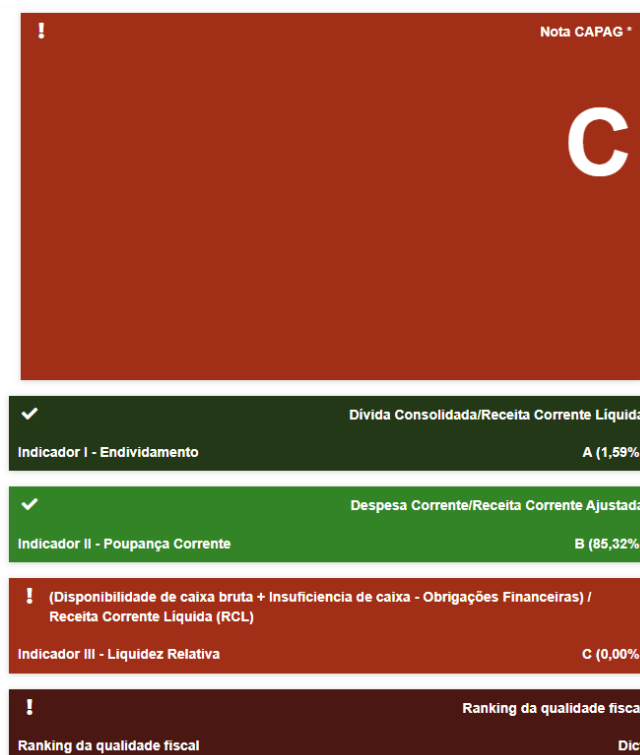 ! Nota CAPAG *
C
Dívida Consolidada/Receita Corrente Líquida
Indicador I - Endividamento A (1,59%
Despesa Corrente/Receita Corrente Ajustada
Indicador II - Poupança Corrente B (85,32%
! (Disponibilidade de caixa bruta + Insuficiencia de caixa - Obrigações Financeiras) /
Receita Corrente Líquida (RCL)
Indicador III - Liquidez Relativa C (0,00%
! Ranking da qualidade fisca
Ranking da qualidade fiscal Dic